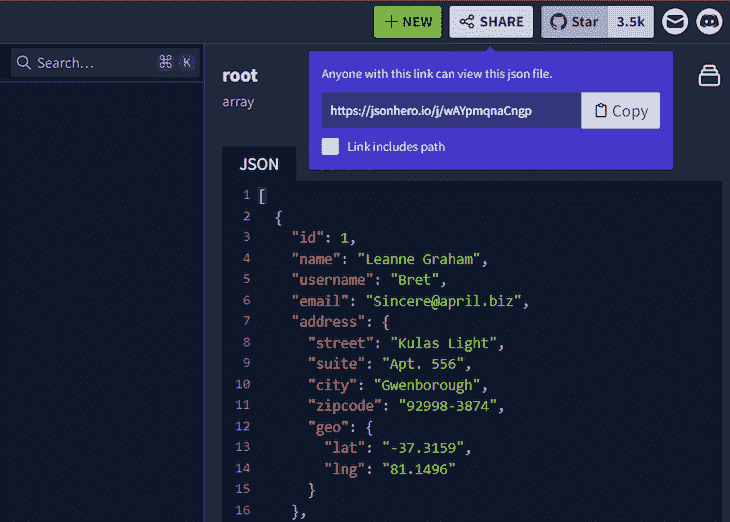 NEW SHARE Star 3.5k
Search... ⌘ K
root
array
Anyone with this link can view this json file.
https://jsonhero.io/j/wAYpmqnaCngp Copy
Link includes path
JSON
1 [
2 {
3 "id": 1,
4 "name": "Leanne Graham",
5 "username": "Bret",
6 "email": "Sincere@april.biz",
7 "address": {
8 "street": "Kulas Light",
9 "suite": "Apt. 556",
10 "city": "Gwenborough",
11 "zipcode": "92998-3874",
12 "geo": {
13 "lat": "-37.3159",
14 "lng": "81.1496"
15 }
16 },